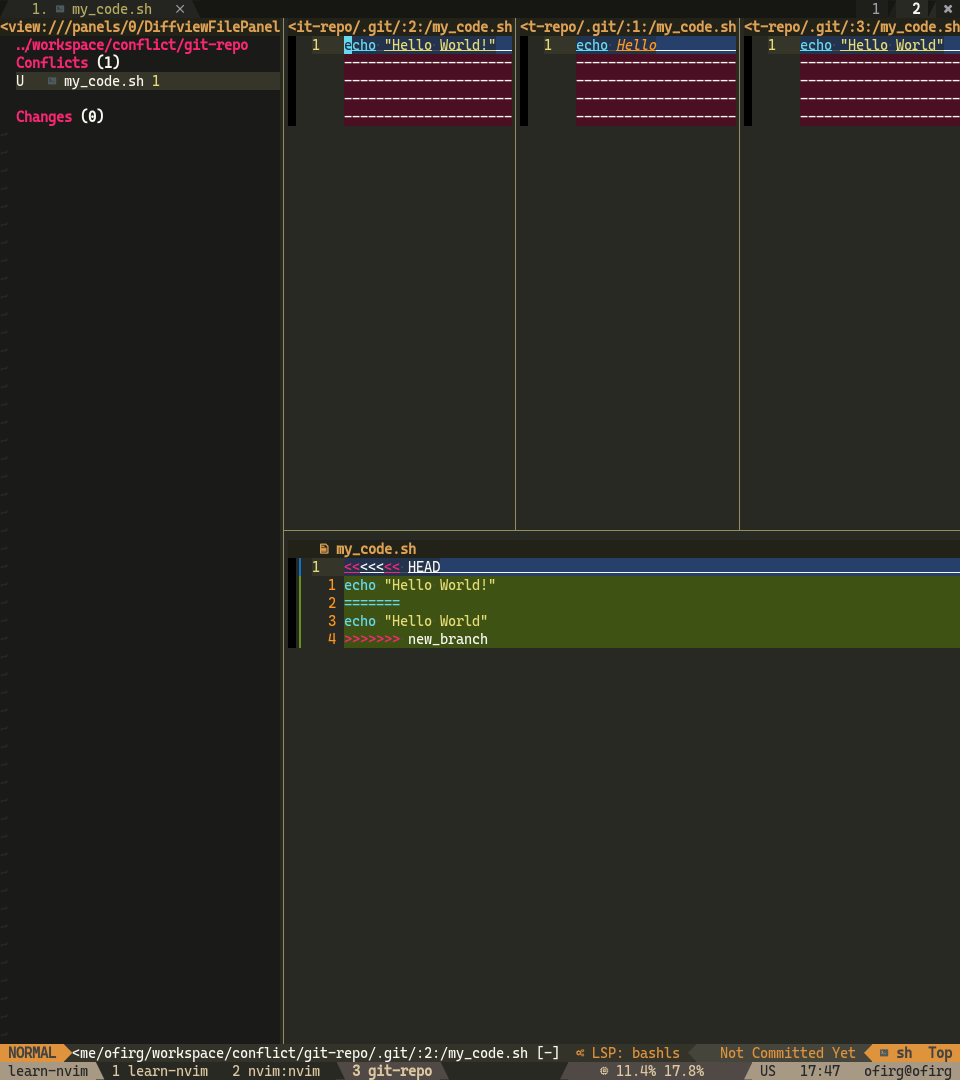 1. my_code.sh ✕ 1 2 ✖
<view:///panels/0/DiffviewFilePanel <it-repo/.git/:2:/my_code.sh <t-repo/.git/:1:/my_code.sh <t-repo/.git/:3:/my_code.sh
../workspace/conflict/git-repo
Conflicts (1)
U my_code.sh 1
Changes (0)
1 echo "Hello World!"
1 echo Hello
1 echo "Hello World"
my_code.sh
1 <<<<<<< HEAD
1 echo "Hello World!"
2 =======
3 echo "Hello World"
4 >>>>>>> new_branch
NORMAL <me/ofirg/workspace/conflict/git-repo/.git/:2:/my_code.sh [-] LSP: bashls Not Committed Yet sh Top
learn-nvim 1 learn-nvim 2 nvim:nvim 3 git-repo 11.4% 17.8% US 17:47 ofirg@ofirg